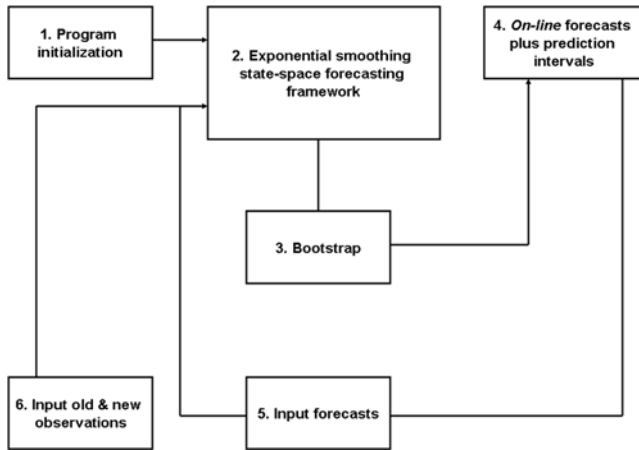 1. Program
initialization
2. Exponential smoothing
state-space forecasting
framework
4. On-line forecasts
plus prediction
intervals
3. Bootstrap
6. Input old & new
observations
5. Input forecasts